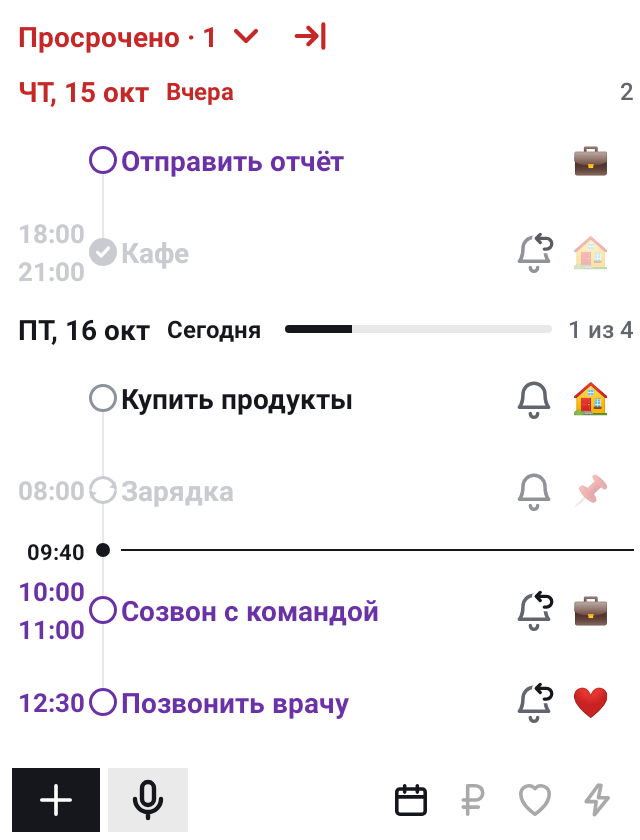 Просрочено · 1
ЧТ, 15 окт Вчера 2
Отправить отчёт
18:00
Кафе
21:00
ПТ, 16 окт Сегодня 1 из 4
Купить продукты
08:00 Зарядка
09:40
10:00
Созвон с командой
11:00
12:30 Позвонить врачу